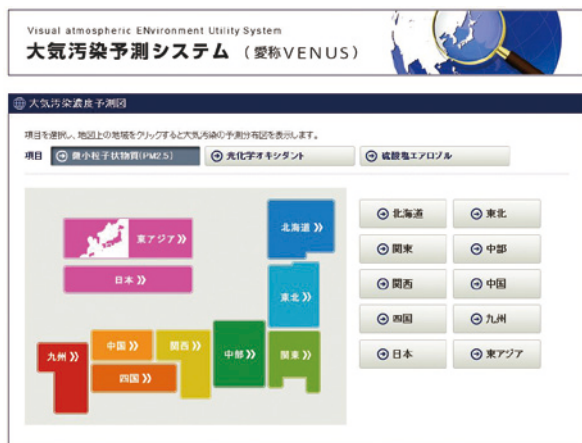 Visual atmospheric ENvironment Utility System
大気汚染予測システム（愛称VENUS）
大気汚染濃度予測図
項目を選択し、地図上の地域をクリックすると大気汚染の予測分布図を表示します。
項目 微小粒子状物質(PM2.5) 光化学オキシダント 硫酸塩エアロゾル
北海道》
東アジア》
日本》
東北》
九州》 中国》 関西》 中部》 関東》
四国》
北海道 東北
関東 中部
関西 中国
四国 九州
日本 東アジア